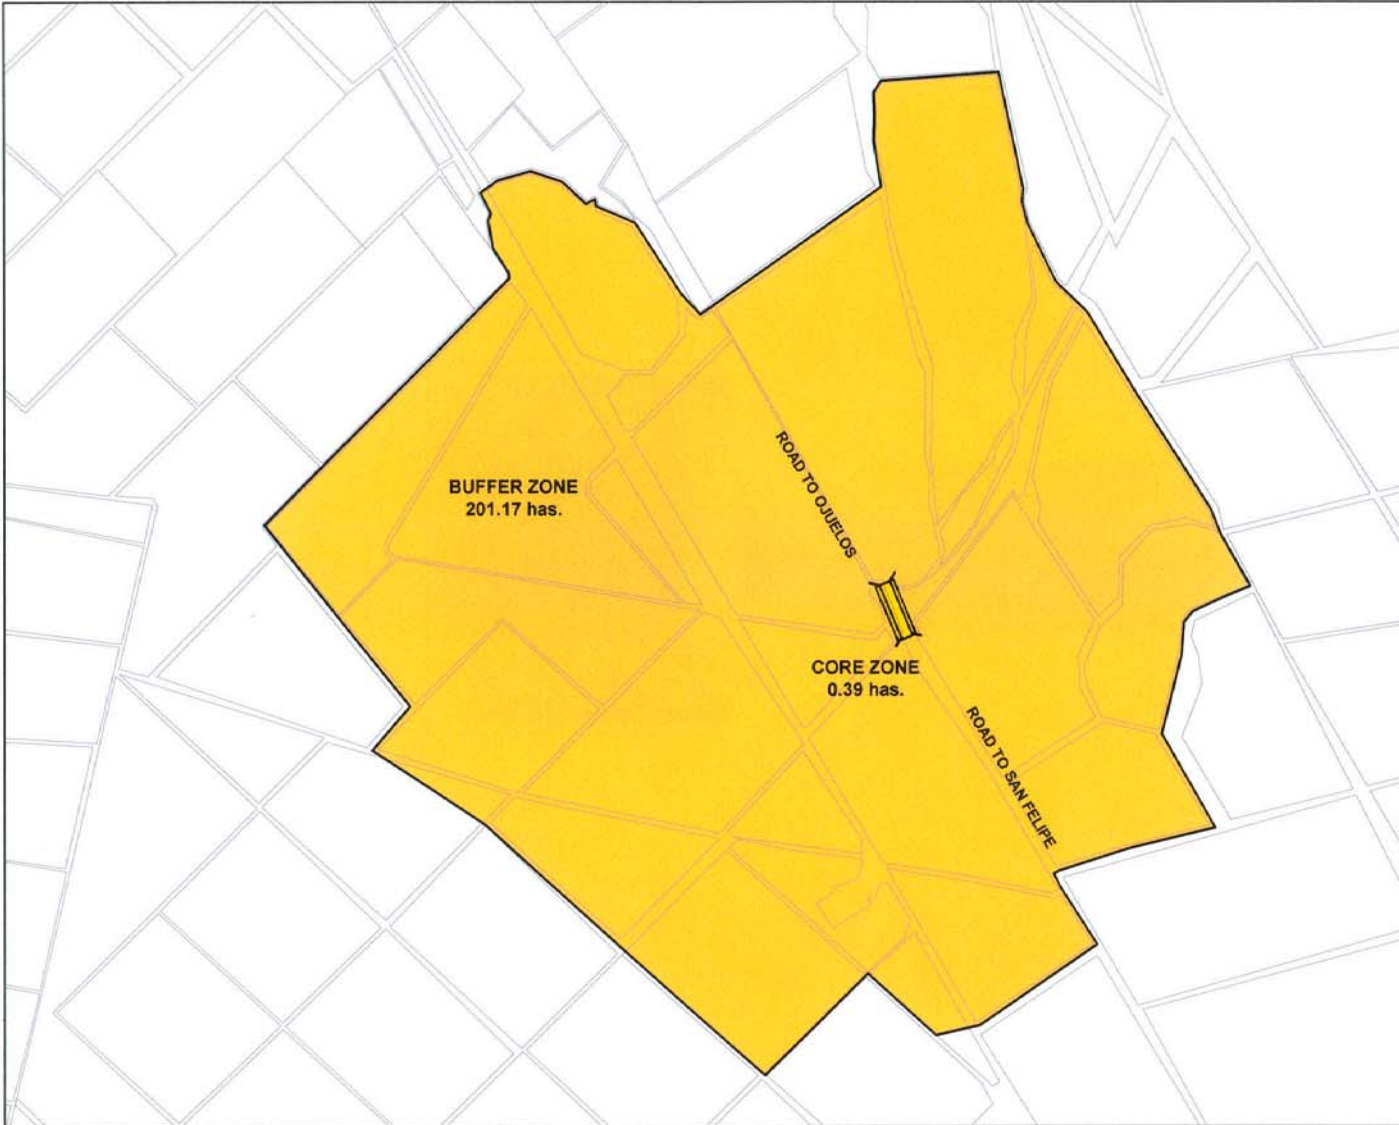 ROAD TO OJUELOS
BUFFER ZONE
201.17 has.
CORE ZONE
0.39 has.
ROAD TO SAN FELIPE